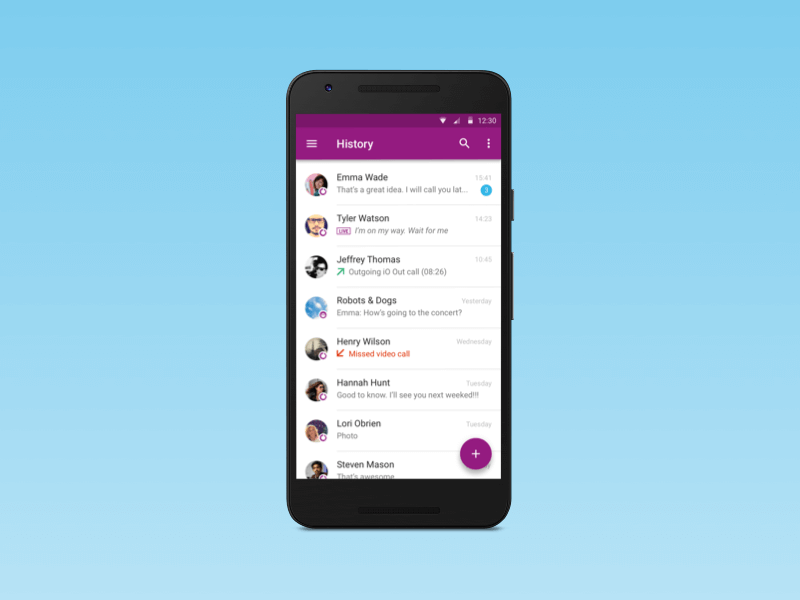 12:30
History
Emma Wade 15:41
That's a great idea. I will call you lat... 3
Tyler Watson 14:23
LIVE I'm on my way. Wait for me
Jeffrey Thomas 10:45
Outgoing iO Out call (08:26)
Robots & Dogs Yesterday
Emma: How's going to the concert?
Henry Wilson Wednesday
Missed video call
Hannah Hunt Tuesday
Good to know. I'll see you next weeked!!!
Lori Obrien Tuesday
Photo
Steven Mason
That's awesome